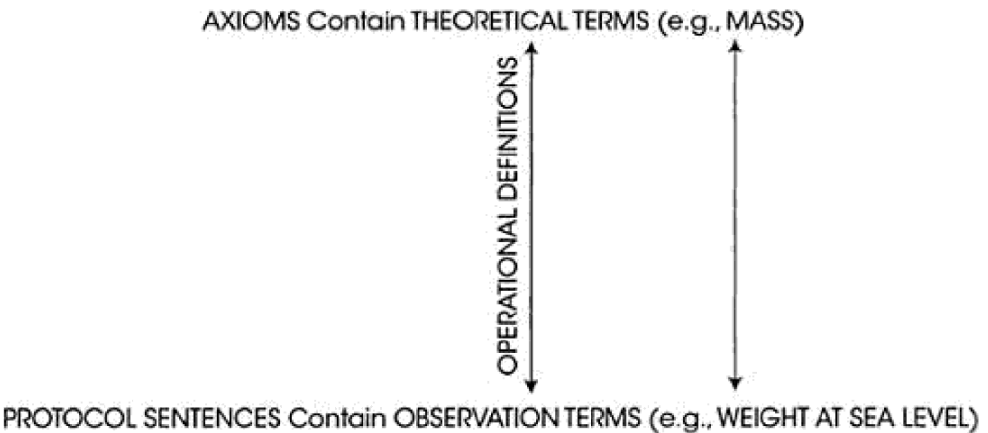 AXIOMS Contain THEORETICAL TERMS (e.g., MASS)
OPERATIONAL DEFINITIONS
PROTOCOL SENTENCES Contain OBSERVATION TERMS (e.g., WEIGHT AT SEA LEVEL)